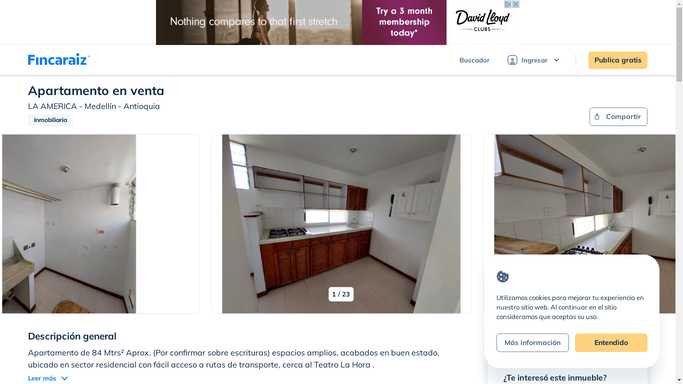 Nothing compares to that first stretch
Try a 3 month
membership
today*
David Lloyd
CLUBS
Fincaraiz
Buscador
Ingresar
Publica gratis
Apartamento en venta
LA AMERICA - Medellín - Antioquia
Inmobiliaria
Compartir
1 / 23
Utilizamos cookies para mejorar tu experiencia en
nuestro sitio web. Al continuar en el sitio
consideramos que aceptas su uso.
Más información
Entendido
Descripción general
Apartamento de 84 Mtrs² Aprox. (Por confirmar sobre escrituras) espacios amplios, acabados en buen estado,
ubicado en sector residencial con fácil acceso a rutas de transporte, cerca al Teatro La Hora .
Leer más
¿Te interesó este inmueble?